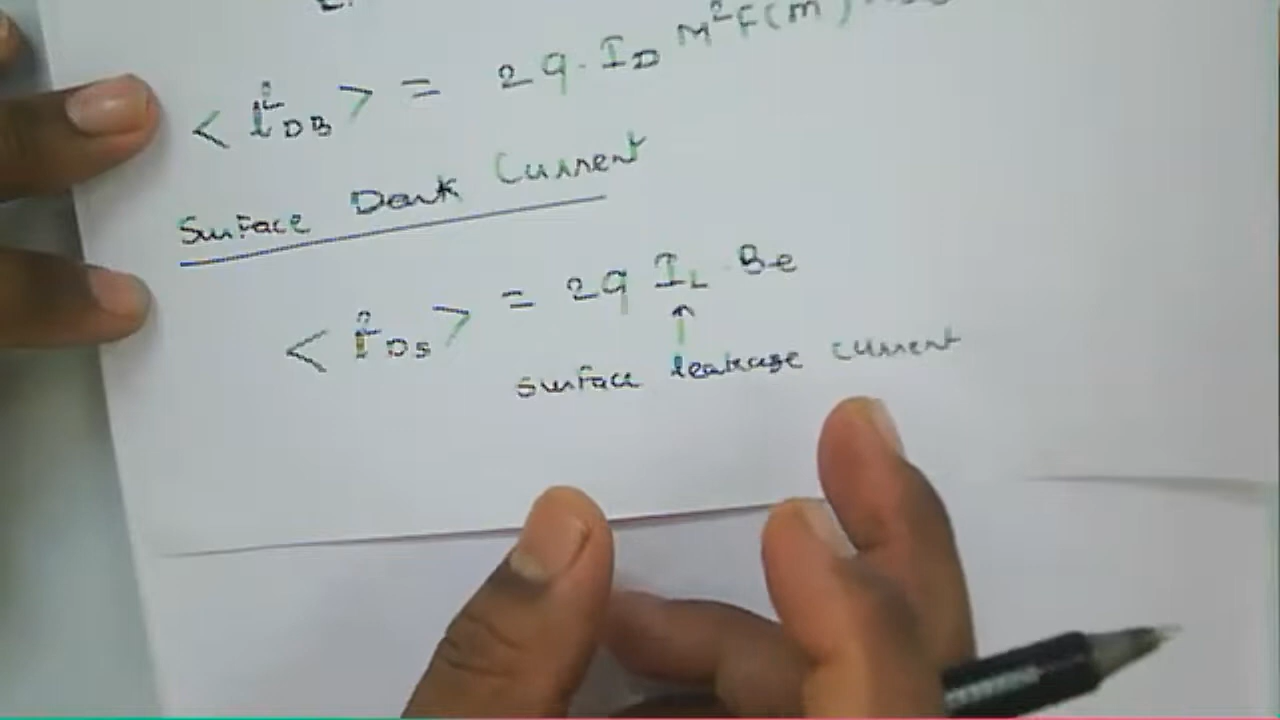 < i²DB > = 2q. ID M²F(M)
Surface Dark Current
< i²DS > = 2q IL . Be
↑
surface leakage current